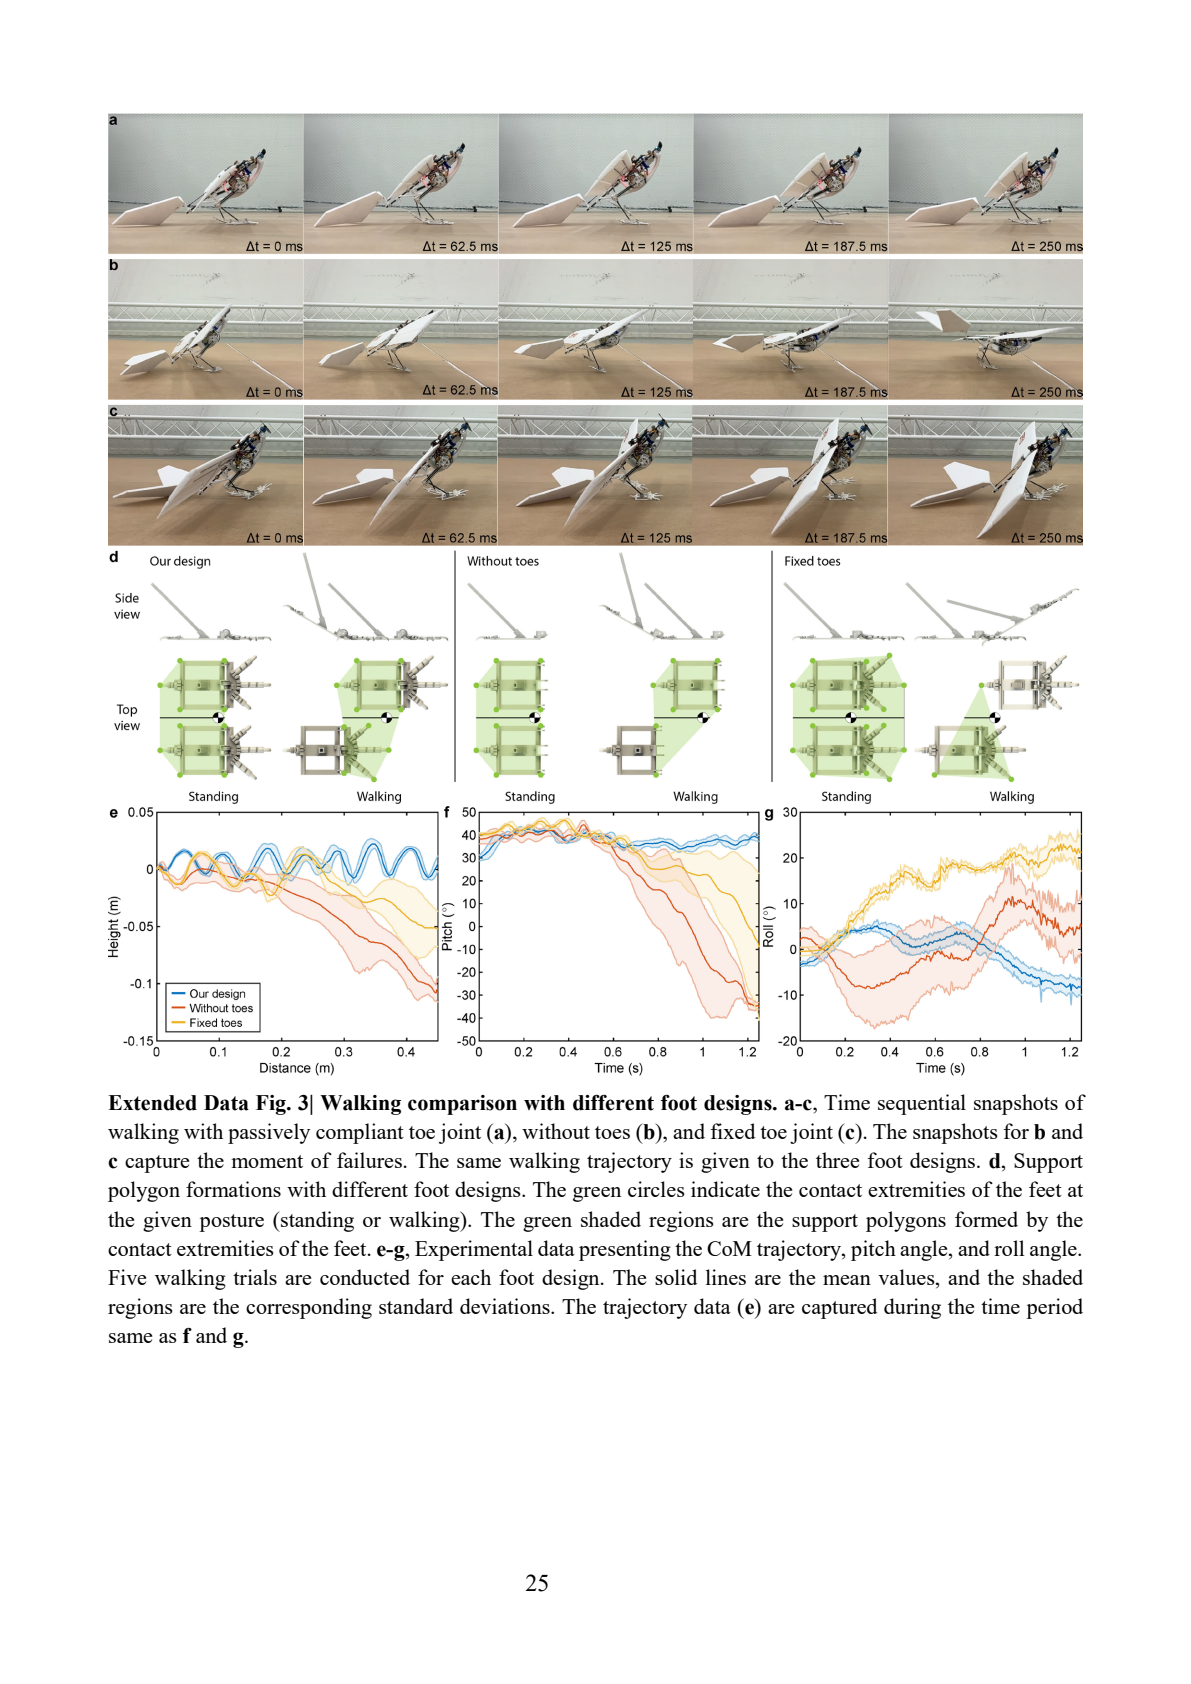 a
Δt = 0 ms
Δt = 62.5 ms
Δt = 125 ms
Δt = 187.5 ms
Δt = 250 ms
b
Δt = 0 ms
Δt = 62.5 ms
Δt = 125 ms
Δt = 187.5 ms
Δt = 250 ms
c
Δt = 0 ms
Δt = 62.5 ms
Δt = 125 ms
Δt = 187.5 ms
Δt = 250 ms
d
Our design
Without toes
Fixed toes
Side
view
Top
view
Standing
Walking
Standing
Walking
Standing
Walking
e
0.05
0
-0.05
-0.1
-0.15
Height (m)
Our design
Without toes
Fixed toes
0
0.1
0.2
0.3
0.4
Distance (m)
f
50
40
30
20
10
0
-10
-20
-30
-40
-50
Pitch (°)
0
0.2
0.4
0.6
0.8
1
1.2
Time (s)
g
30
20
10
0
-10
-20
Roll (°)
0
0.2
0.4
0.6
0.8
1
1.2
Time (s)
Extended Data Fig. 3| Walking comparison with different foot designs. a-c, Time sequential snapshots of
walking with passively compliant toe joint (a), without toes (b), and fixed toe joint (c). The snapshots for b and
c capture the moment of failures. The same walking trajectory is given to the three foot designs. d, Support
polygon formations with different foot designs. The green circles indicate the contact extremities of the feet at
the given posture (standing or walking). The green shaded regions are the support polygons formed by the
contact extremities of the feet. e-g, Experimental data presenting the CoM trajectory, pitch angle, and roll angle.
Five walking trials are conducted for each foot design. The solid lines are the mean values, and the shaded
regions are the corresponding standard deviations. The trajectory data (e) are captured during the time period
same as f and g.
25